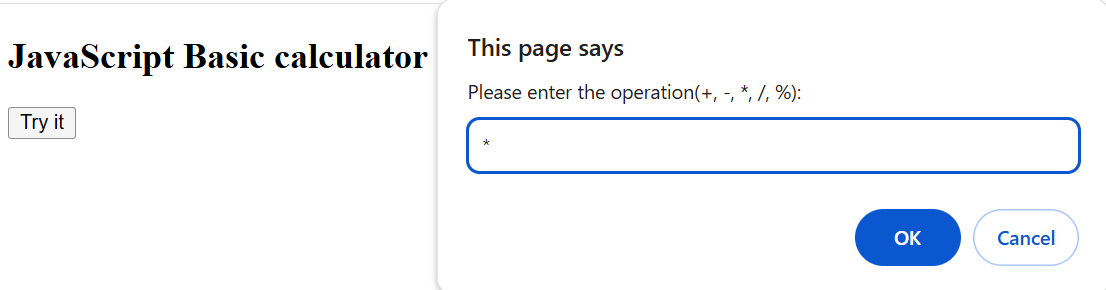 JavaScript Basic calculator
Try it
This page says
Please enter the operation(+, -, *, /, %):
*
OK
Cancel